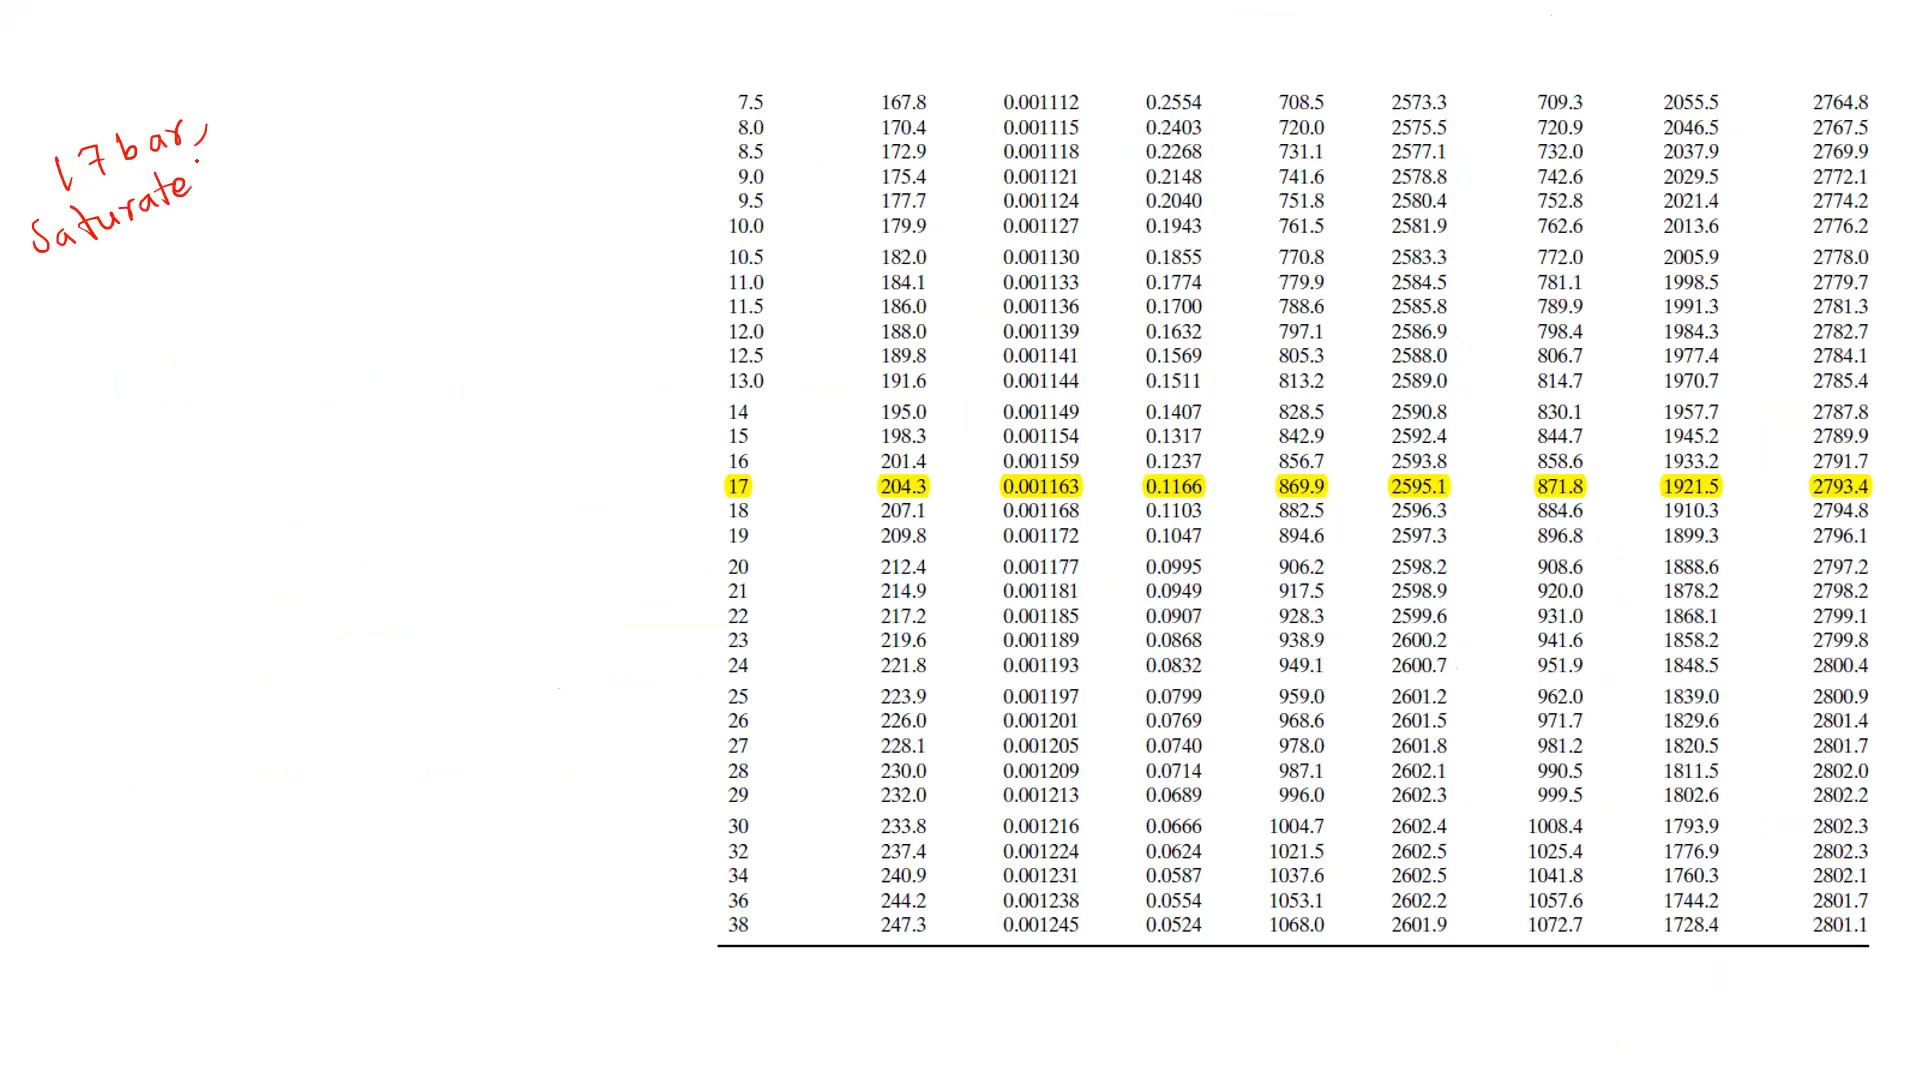 17 bar,
Saturate
7.5 167.8 0.001112 0.2554 708.5 2573.3 709.3 2055.5 2764.8
8.0 170.4 0.001115 0.2403 720.0 2575.5 720.9 2046.5 2767.5
8.5 172.9 0.001118 0.2268 731.1 2577.1 732.0 2037.9 2769.9
9.0 175.4 0.001121 0.2148 741.6 2578.8 742.6 2029.5 2772.1
9.5 177.7 0.001124 0.2040 751.8 2580.4 752.8 2021.4 2774.2
10.0 179.9 0.001127 0.1943 761.5 2581.9 762.6 2013.6 2776.2
10.5 182.0 0.001130 0.1855 770.8 2583.3 772.0 2005.9 2778.0
11.0 184.1 0.001133 0.1774 779.9 2584.5 781.1 1998.5 2779.7
11.5 186.0 0.001136 0.1700 788.6 2585.8 789.9 1991.3 2781.3
12.0 188.0 0.001139 0.1632 797.1 2586.9 798.4 1984.3 2782.7
12.5 189.8 0.001141 0.1569 805.3 2588.0 806.7 1977.4 2784.1
13.0 191.6 0.001144 0.1511 813.2 2589.0 814.7 1970.7 2785.4
14 195.0 0.001149 0.1407 828.5 2590.8 830.1 1957.7 2787.8
15 198.3 0.001154 0.1317 842.9 2592.4 844.7 1945.2 2789.9
16 201.4 0.001159 0.1237 856.7 2593.8 858.6 1933.2 2791.7
17 204.3 0.001163 0.1166 869.9 2595.1 871.8 1921.5 2793.4
18 207.1 0.001168 0.1103 882.5 2596.3 884.6 1910.3 2794.8
19 209.8 0.001172 0.1047 894.6 2597.3 896.8 1899.3 2796.1
20 212.4 0.001177 0.0995 906.2 2598.2 908.6 1888.6 2797.2
21 214.9 0.001181 0.0949 917.5 2598.9 920.0 1878.2 2798.2
22 217.2 0.001185 0.0907 928.3 2599.6 931.0 1868.1 2799.1
23 219.6 0.001189 0.0868 938.9 2600.2 941.6 1858.2 2799.8
24 221.8 0.001193 0.0832 949.1 2600.7 951.9 1848.5 2800.4
25 223.9 0.001197 0.0799 959.0 2601.2 962.0 1839.0 2800.9
26 226.0 0.001201 0.0769 968.6 2601.5 971.7 1829.6 2801.4
27 228.1 0.001205 0.0740 978.0 2601.8 981.2 1820.5 2801.7
28 230.0 0.001209 0.0714 987.1 2602.1 990.5 1811.5 2802.0
29 232.0 0.001213 0.0689 996.0 2602.3 999.5 1802.6 2802.2
30 233.8 0.001216 0.0666 1004.7 2602.4 1008.4 1793.9 2802.3
32 237.4 0.001224 0.0624 1021.5 2602.5 1025.4 1776.9 2802.3
34 240.9 0.001231 0.0587 1037.6 2602.5 1041.8 1760.3 2802.1
36 244.2 0.001238 0.0554 1053.1 2602.2 1057.6 1744.2 2801.7
38 247.3 0.001245 0.0524 1068.0 2601.9 1072.7 1728.4 2801.1